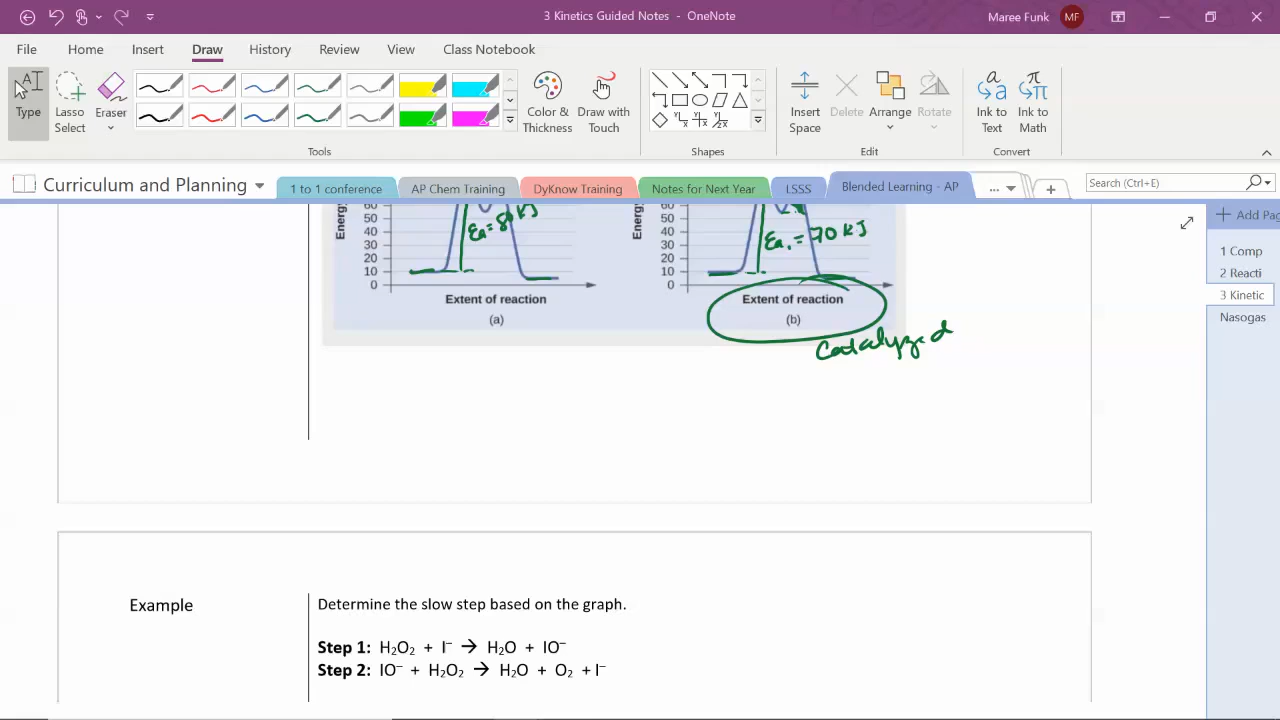 3 Kinetics Guided Notes - OneNote
Maree Funk MF
File Home Insert Draw History Review View Class Notebook
Type Lasso Select Eraser Color & Thickness Draw with Touch Insert Space Delete Arrange Rotate Ink to Text Ink to Math
Tools Shapes Edit Convert
Curriculum and Planning 1 to 1 conference AP Chem Training DyKnow Training Notes for Next Year LSSS Blended Learning - AP ... Search (Ctrl+E)
Add Pag
1 Comp
2 Reacti
3 Kinetic
Nasogas
Energy
60
50
40
30
20
10
0
Ea = 80 kJ
Extent of reaction
(a)
Energy
60
50
40
30
20
10
0
Ea. = 70 kJ
Extent of reaction
(b)
Catalyzed
Example
Determine the slow step based on the graph.
Step 1: H₂O₂ + I⁻ → H₂O + IO⁻
Step 2: IO⁻ + H₂O₂ → H₂O + O₂ + I⁻